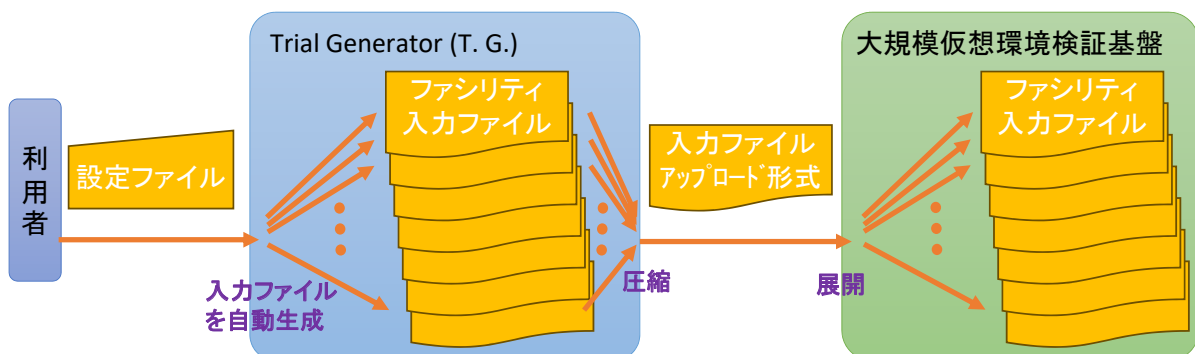 利用者
設定ファイル
Trial Generator (T. G.)
ファシリティ
入力ファイル
入力ファイル
を自動生成
圧縮
入力ファイル
アップロード形式
大規模仮想環境検証基盤
ファシリティ
入力ファイル
展開